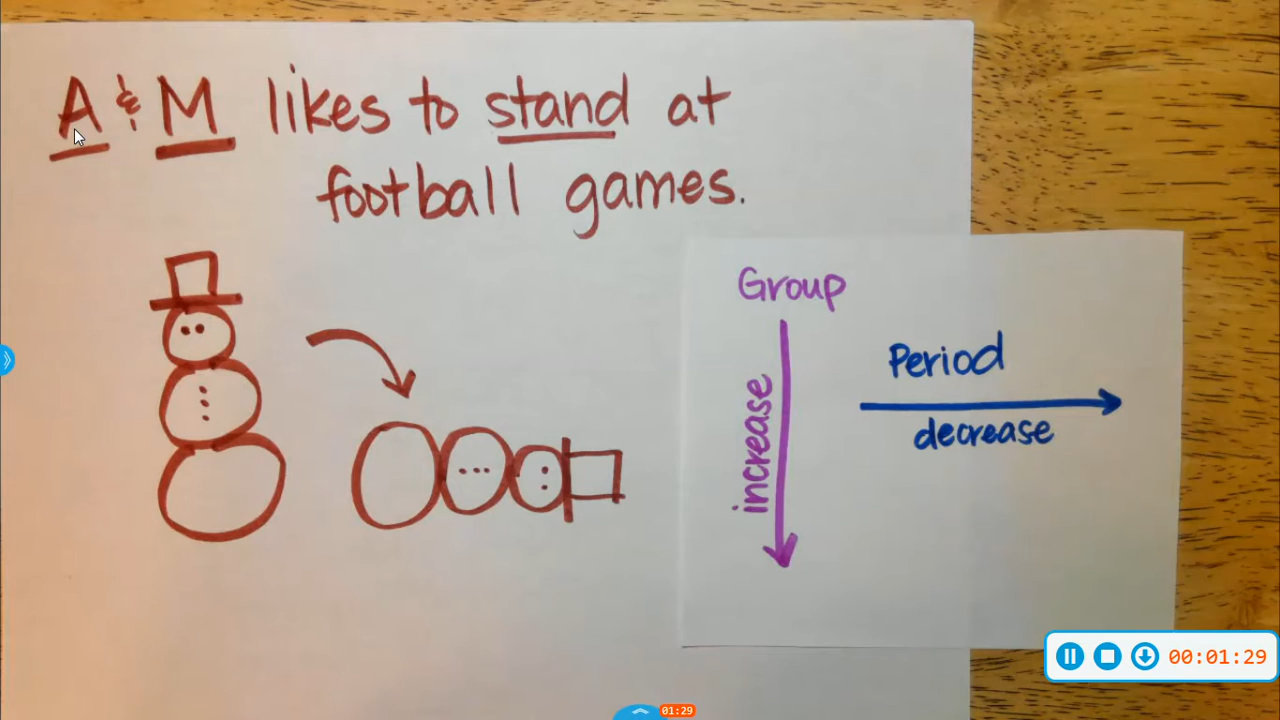 A & M likes to stand at
football games.
Group
increase
Period
decrease
00:01:29
01:29